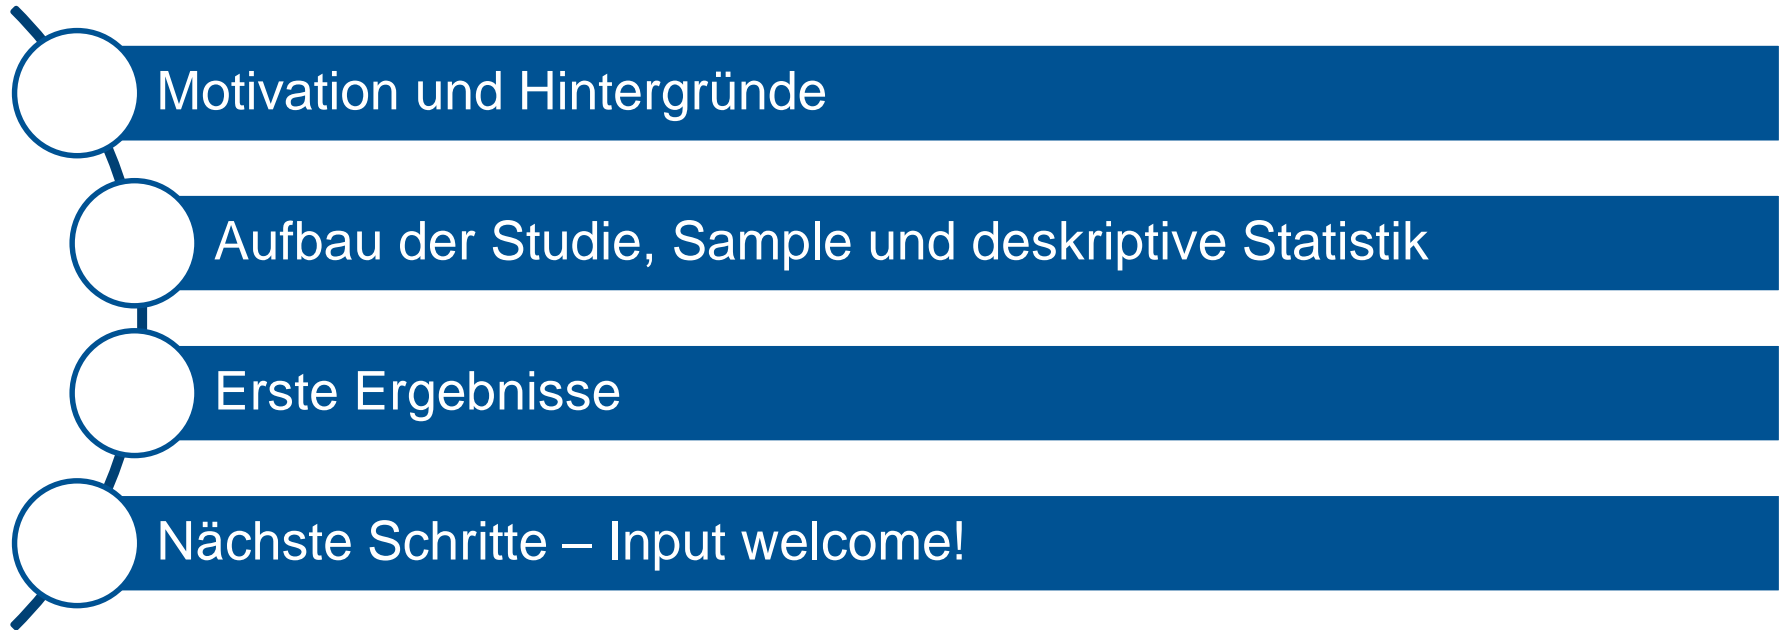 Motivation und Hintergründe
Aufbau der Studie, Sample und deskriptive Statistik
Erste Ergebnisse
Nächste Schritte – Input welcome!